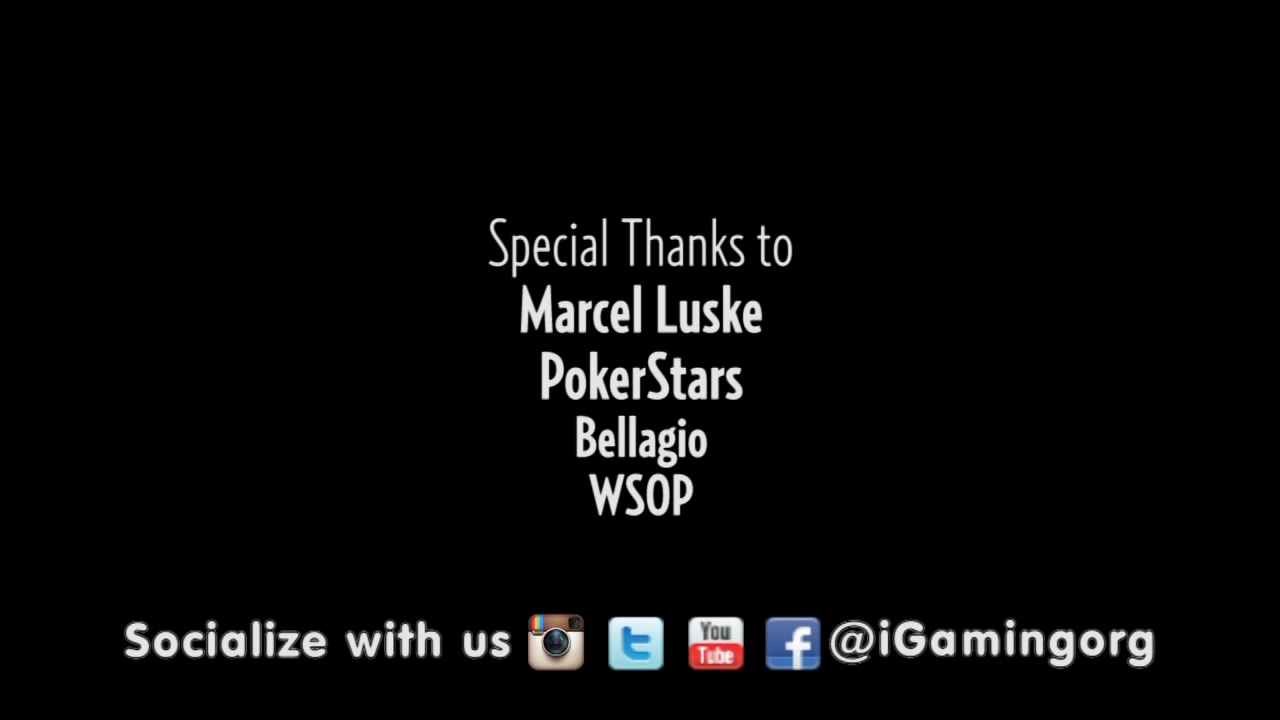 Special Thanks to
Marcel Luske
PokerStars
Bellagio
WSOP
Socialize with us You Tube @iGamingorg